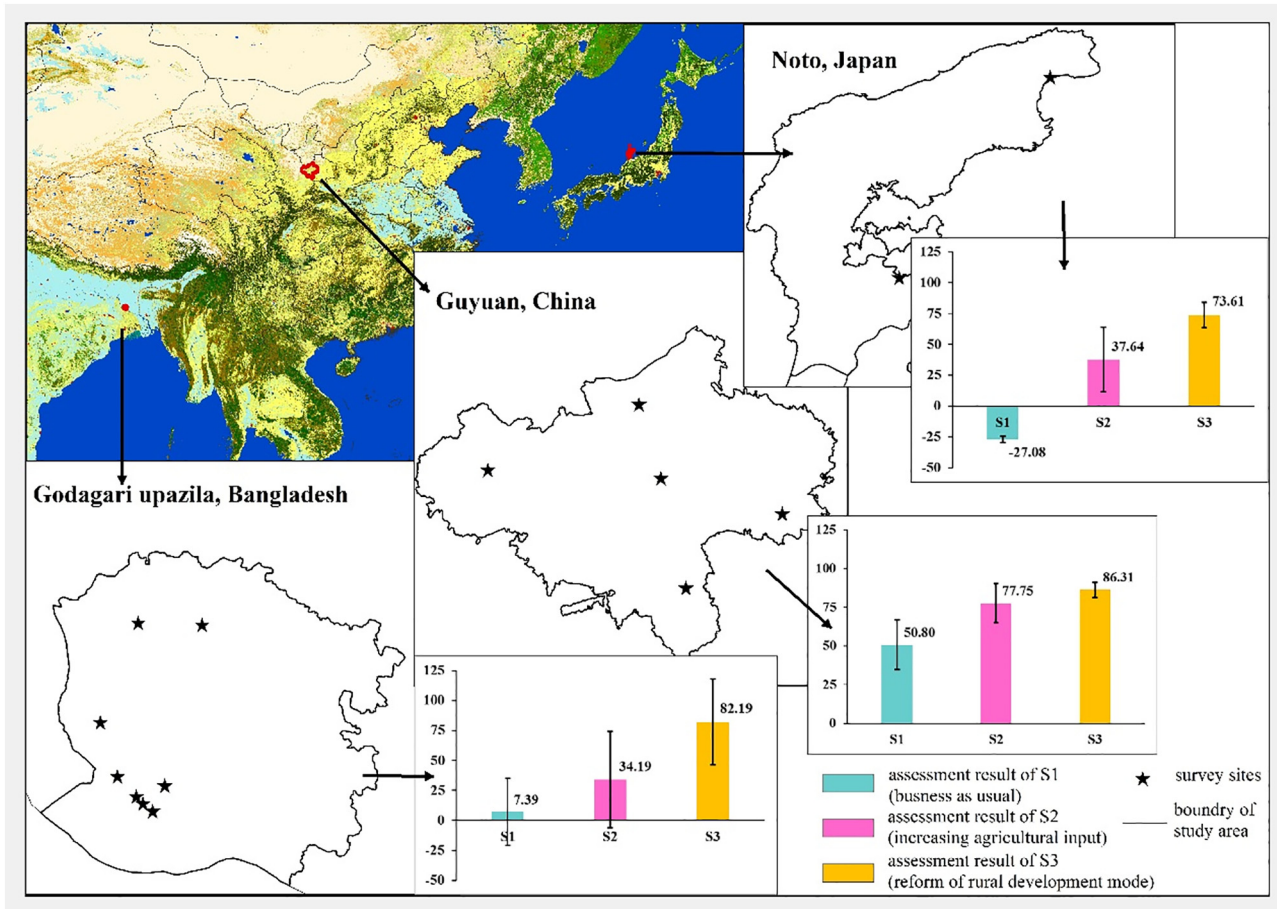 Noto, Japan
125
100
75
50
25
0
-25
-50
S1
S2
S3
-27.08
37.64
73.61
Guyuan, China
125
100
75
50
25
0
50.80
77.75
86.31
S1
S2
S3
Godagari upazila, Bangladesh
125
100
75
50
25
0
-25
-50
7.39
34.19
82.19
S1
S2
S3
assessment result of S1
(busness as usual)
assessment result of S2
(increasing agricultural input)
assessment result of S3
(reform of rural development mode)
survey sites
boundry of
study area